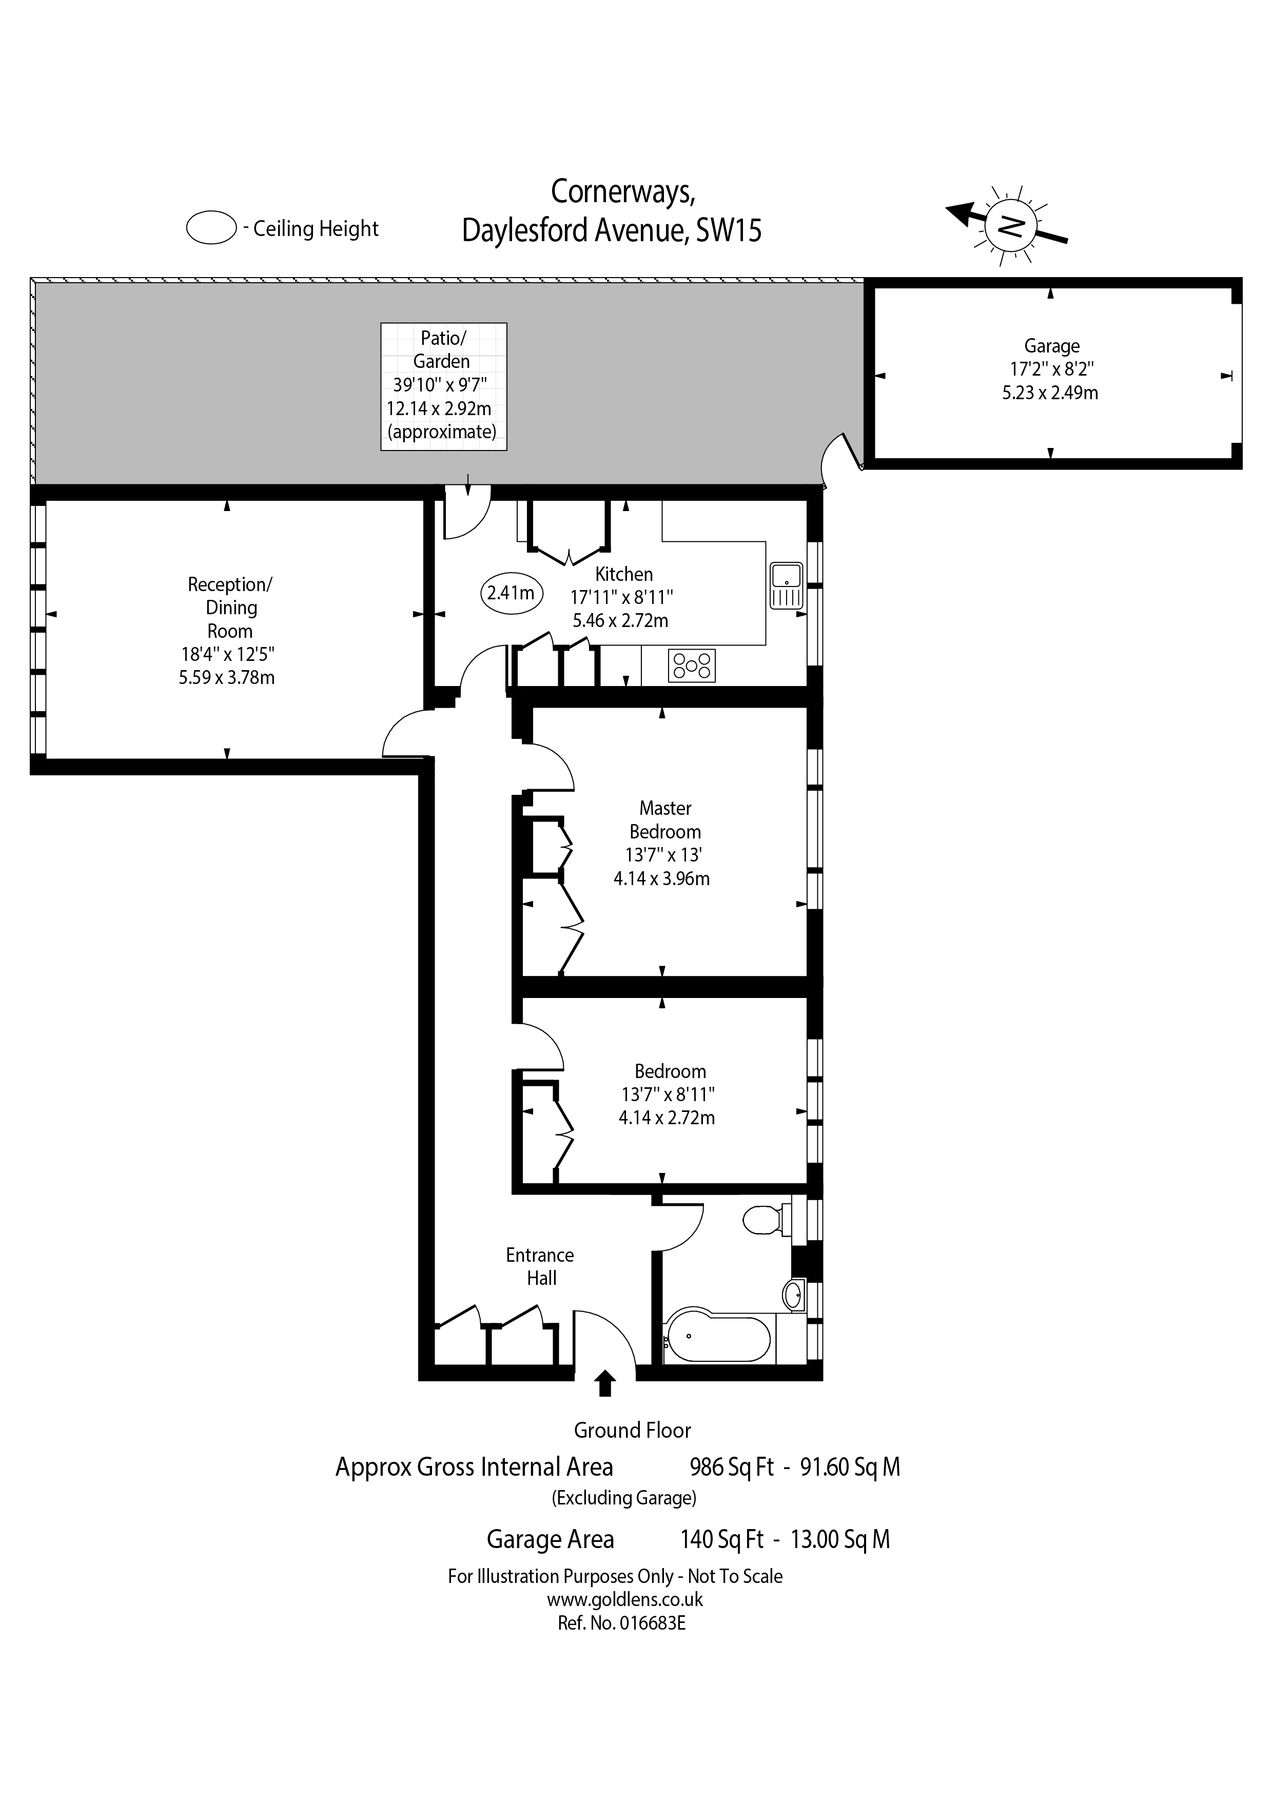 Cornerways,
Daylesford Avenue, SW15
- Ceiling Height
N
Patio/
Garden
39'10" x 9'7"
12.14 x 2.92m
(approximate)
Garage
17'2" x 8'2"
5.23 x 2.49m
Reception/
Dining
Room
18'4" x 12'5"
5.59 x 3.78m
2.41m
Kitchen
17'11" x 8'11"
5.46 x 2.72m
Master
Bedroom
13'7" x 13'
4.14 x 3.96m
Bedroom
13'7" x 8'11"
4.14 x 2.72m
Entrance
Hall
Ground Floor
Approx Gross Internal Area 986 Sq Ft - 91.60 Sq M
(Excluding Garage)
Garage Area 140 Sq Ft - 13.00 Sq M
For Illustration Purposes Only - Not To Scale
www.goldlens.co.uk
Ref. No. 016683E